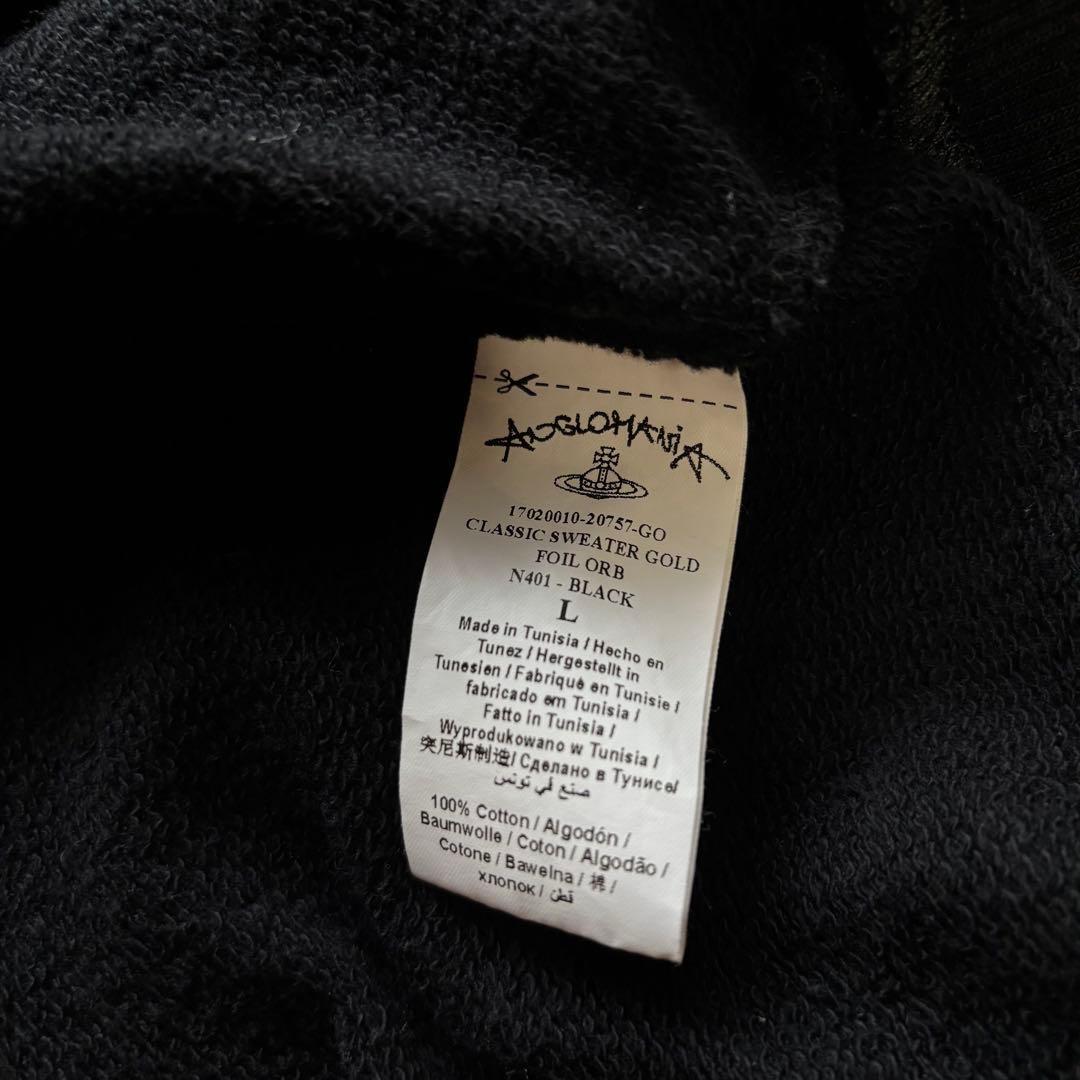 ANGLOMANIA
17020010-20757-GO
CLASSIC SWEATER GOLD
FOIL ORB
N401 - BLACK
L
Made in Tunisia / Hecho en
Tunez / Hergestellt in
Tunesien / Fabriqué en Tunisie /
fabricado em Tunisia /
Fatto in Tunisia /
Wyprodukowano w Tunisia /
突尼斯制造/ Сделано в Тунисе/
صنع في تونس
100% Cotton / Algodón /
Baumwolle / Coton / Algodão /
Cotone / Bawelna / 棉 /
хлопок / قطن